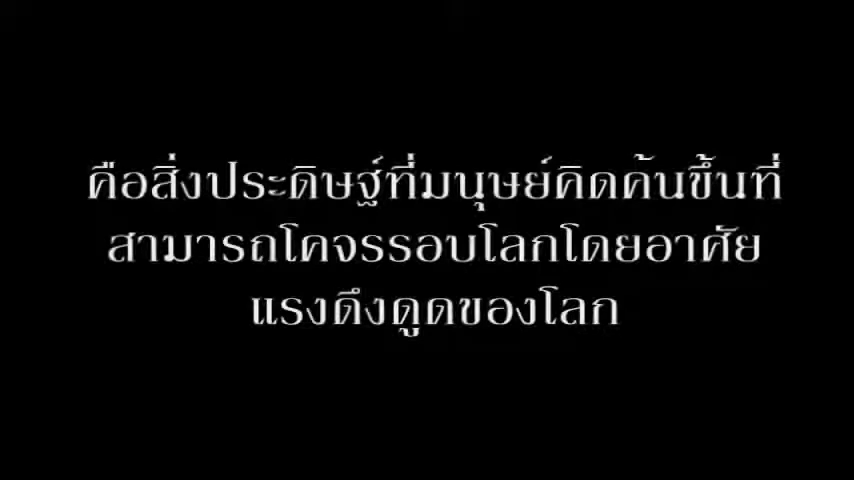 คือสิ่งประดิษฐ์ที่มนุษย์คิดค้นขึ้นที่
สามารถโคจรรอบโลกโดยอาศัย
แรงดึงดูดของโลก